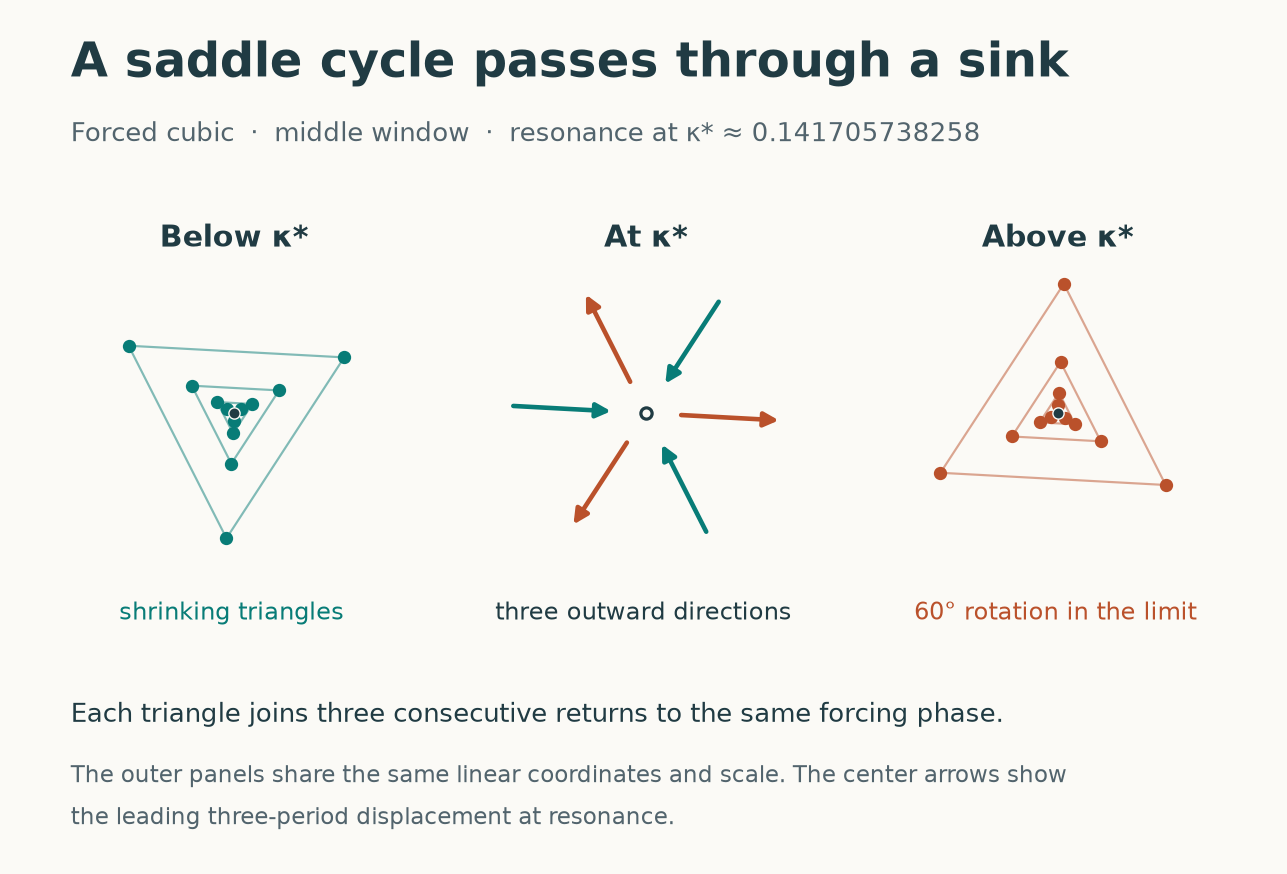 A saddle cycle passes through a sink
Forced cubic · middle window · resonance at κ* ≈ 0.141705738258
Below κ*
At κ*
Above κ*
shrinking triangles
three outward directions
60° rotation in the limit
Each triangle joins three consecutive returns to the same forcing phase.
The outer panels share the same linear coordinates and scale. The center arrows show
the leading three-period displacement at resonance.